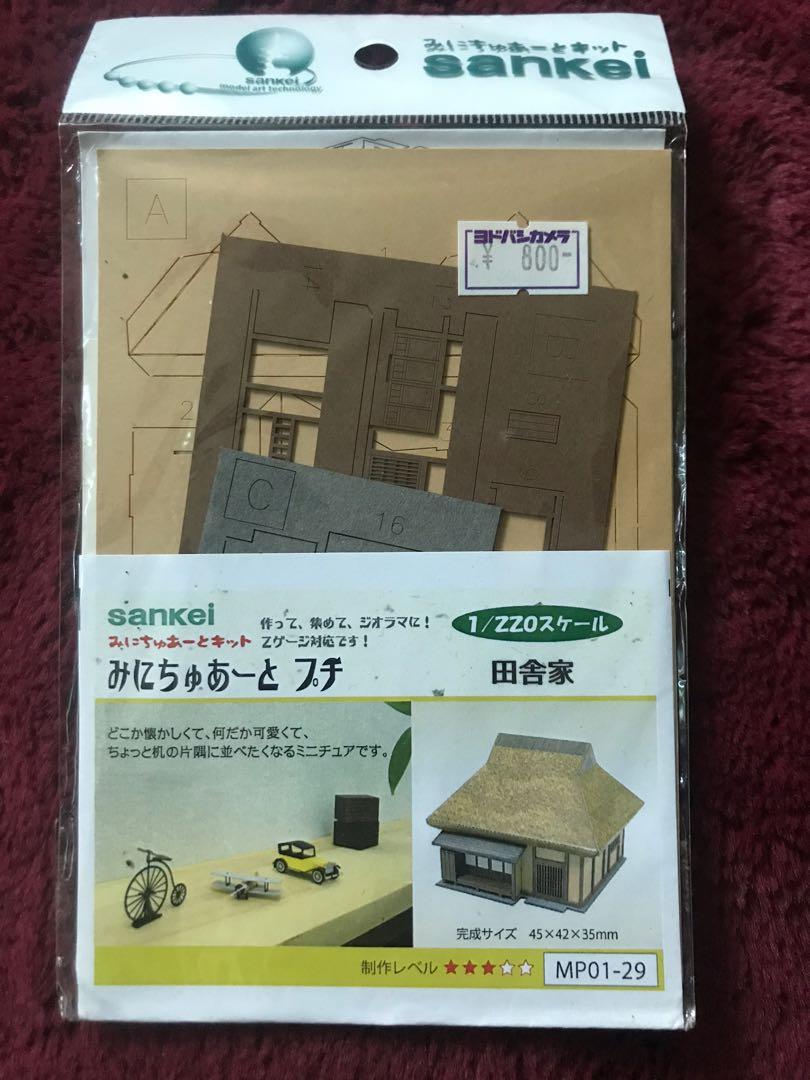 sankei
model art technology
みにちゅあーとキット
sankei
A
ヨドバシカメラ
¥ 800-
14
12
B
2
C
16
sankei
みにちゅあーとキット
作って、集めて、ジオラマに!
Zゲージ対応です!
1/220スケール
みにちゅあーと プチ
田舎家
どこか懐かしくて、何だか可愛くて、
ちょっと机の片隅に並べたくなるミニチュアです。
完成サイズ 45×42×35mm
制作レベル ★★★☆☆
MP01-29